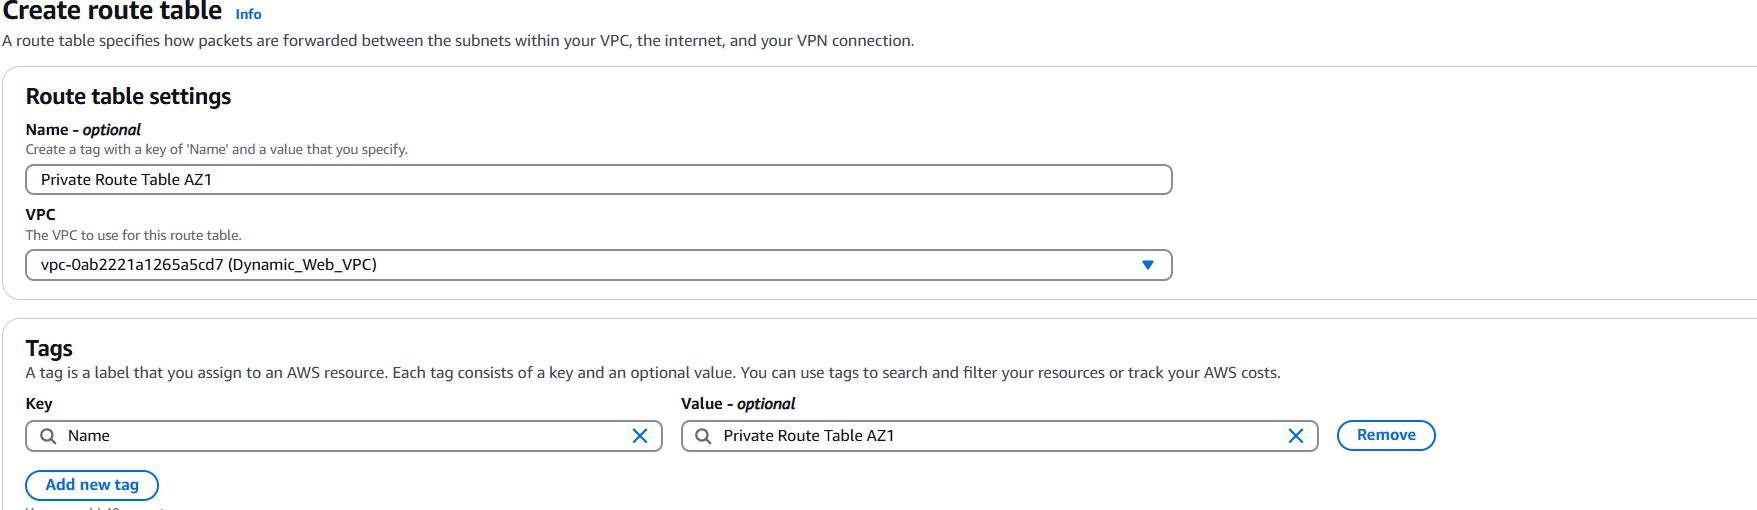 Create route table Info
A route table specifies how packets are forwarded between the subnets within your VPC, the internet, and your VPN connection.
Route table settings
Name - optional
Create a tag with a key of 'Name' and a value that you specify.
Private Route Table AZ1
VPC
The VPC to use for this route table.
vpc-0ab2221a1265a5cd7 (Dynamic_Web_VPC)
Tags
A tag is a label that you assign to an AWS resource. Each tag consists of a key and an optional value. You can use tags to search and filter your resources or track your AWS costs.
Key Value - optional
Name Private Route Table AZ1 Remove
Add new tag